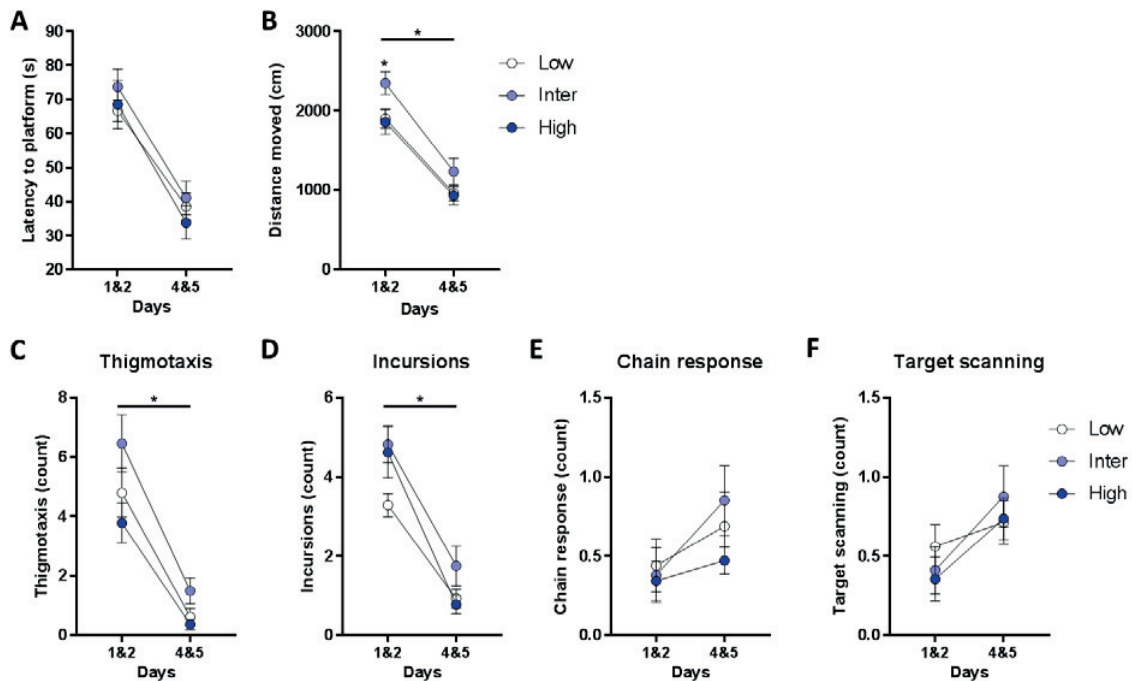 A
Latency to platform (s)
90
80
70
60
50
40
30
20
1&2
4&5
Days
B
Distance moved (cm)
3000
2000
1000
0
*
*
1&2
4&5
Days
Low
Inter
High
C
Thigmotaxis
Thigmotaxis (count)
8
6
4
2
0
*
1&2
4&5
Days
D
Incursions
Incursions (count)
6
4
2
0
*
1&2
4&5
Days
E
Chain response
Chain response (count)
1.5
1.0
0.5
0.0
1&2
4&5
Days
F
Target scanning
Target scanning (count)
1.5
1.0
0.5
0.0
1&2
4&5
Days
Low
Inter
High